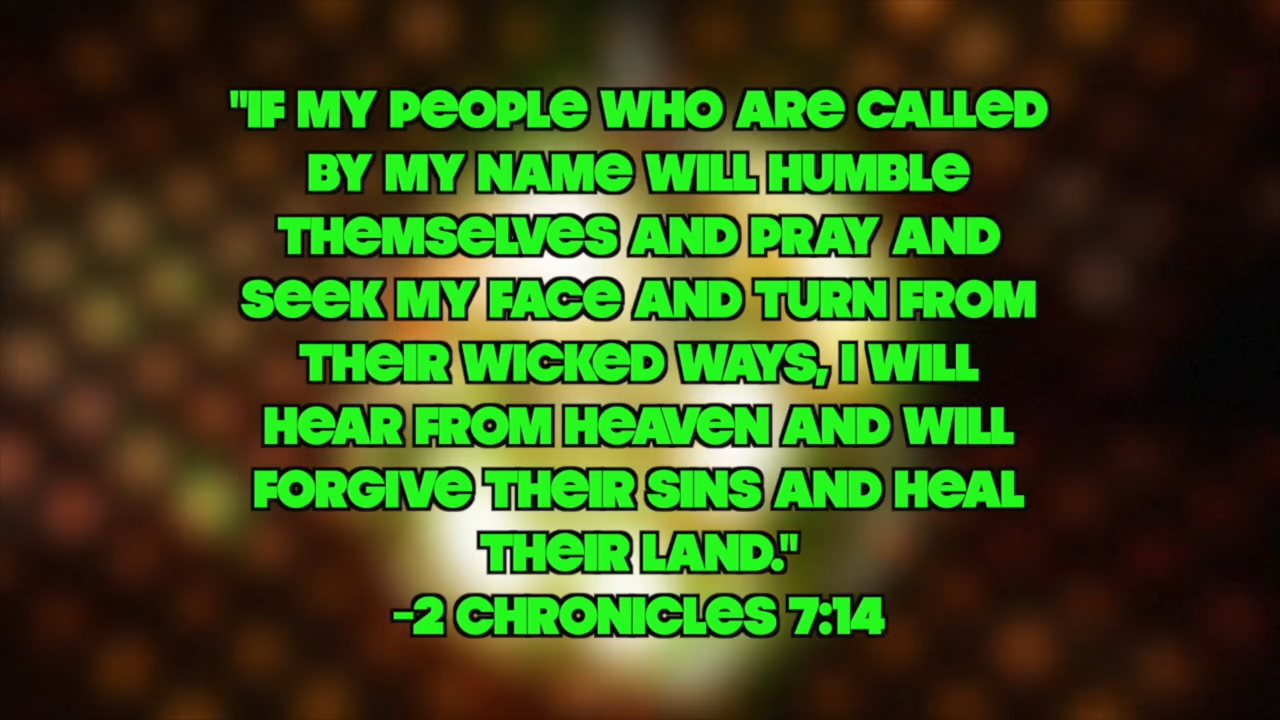 "IF MY PEOPLE WHO ARE CALLED
BY MY NAME WILL HUMBLE
THEMSELVES AND PRAY AND
SEEK MY FACE AND TURN FROM
THEIR WICKED WAYS, I WILL
HEAR FROM HEAVEN AND WILL
FORGIVE THEIR SINS AND HEAL
THEIR LAND."
-2 CHRONICLES 7:14